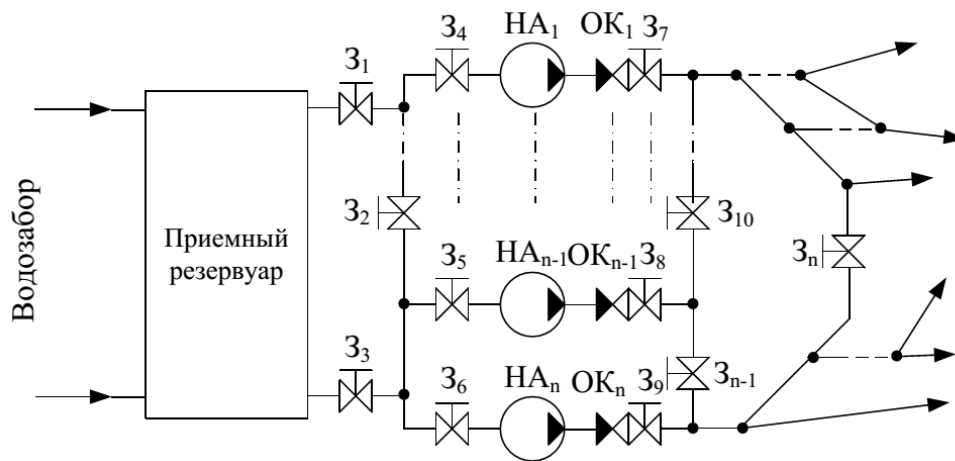 З₄ НА₁ ОК₁ З₇
З₁
З₂ З₁₀
Водозабор
Приемный
резервуар
З₅ НАₙ₋₁ ОКₙ₋₁ З₈
Зₙ
З₃
З₆ НАₙ ОКₙ З₉ Зₙ₋₁